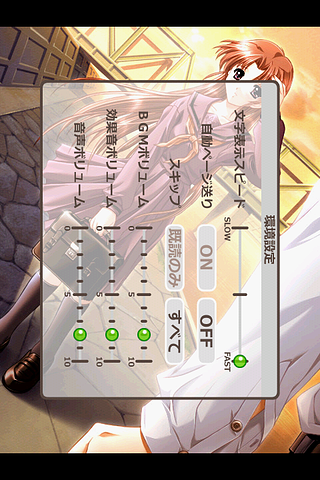 環境設定
文字表示スピード
SLOW FAST
自動ページ送り ON OFF
スキップ 既読のみ すべて
BGMボリューム 0 5 10
効果音ボリューム 0 5 10
音声ボリューム 0 5 10